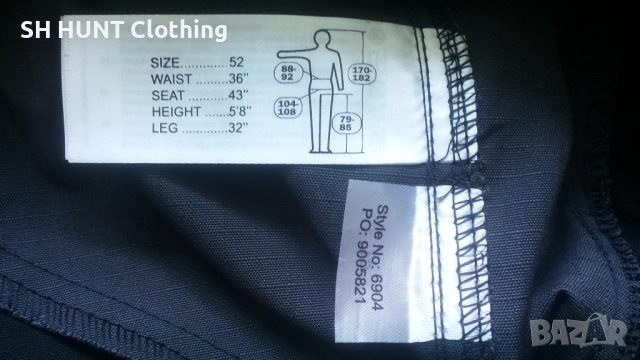 SH HUNT Clothing
SIZE.............52
WAIST ..........36"
SEAT ............43"
HEIGHT .......5'8"
LEG ..............32"
88-
92
104-
108
170-
182
79-
85
Style No: 6904
PO: 9005821
BAZAR